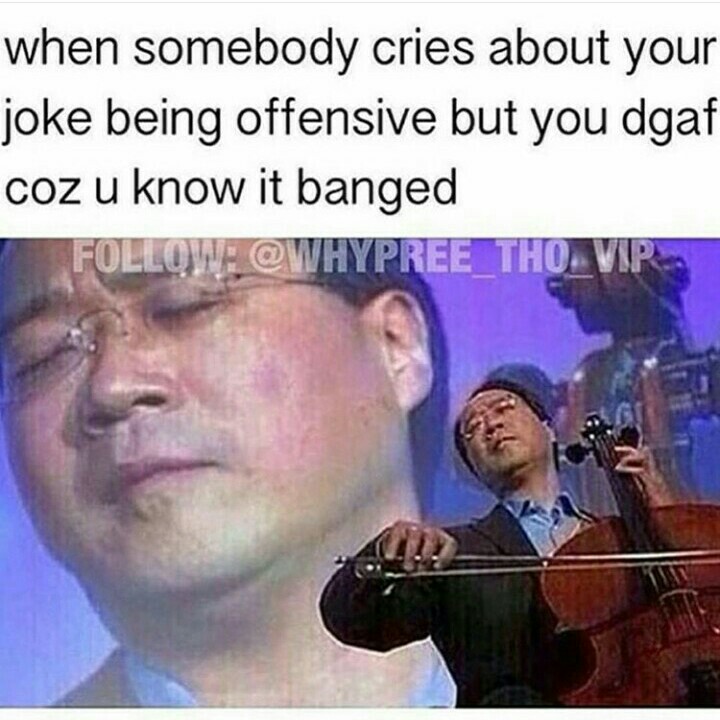 when somebody cries about your
joke being offensive but you dgaf
coz u know it banged
FOLLOW: @WHYPREE_THO_VIP